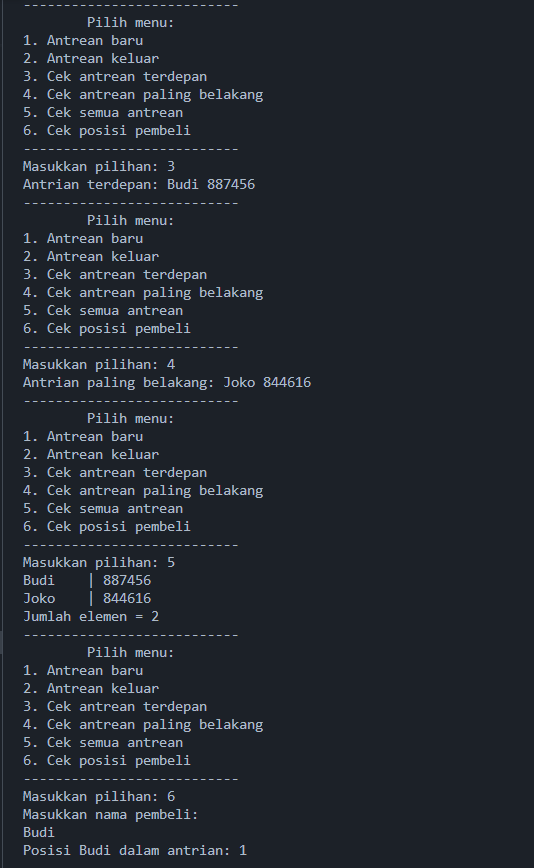 ---------------------------
Pilih menu:
1. Antrean baru
2. Antrean keluar
3. Cek antrean terdepan
4. Cek antrean paling belakang
5. Cek semua antrean
6. Cek posisi pembeli
---------------------------
Masukkan pilihan: 3
Antrian terdepan: Budi 887456
---------------------------
Pilih menu:
1. Antrean baru
2. Antrean keluar
3. Cek antrean terdepan
4. Cek antrean paling belakang
5. Cek semua antrean
6. Cek posisi pembeli
---------------------------
Masukkan pilihan: 4
Antrian paling belakang: Joko 844616
---------------------------
Pilih menu:
1. Antrean baru
2. Antrean keluar
3. Cek antrean terdepan
4. Cek antrean paling belakang
5. Cek semua antrean
6. Cek posisi pembeli
---------------------------
Masukkan pilihan: 5
Budi    | 887456
Joko    | 844616
Jumlah elemen = 2
---------------------------
Pilih menu:
1. Antrean baru
2. Antrean keluar
3. Cek antrean terdepan
4. Cek antrean paling belakang
5. Cek semua antrean
6. Cek posisi pembeli
---------------------------
Masukkan pilihan: 6
Masukkan nama pembeli:
Budi
Posisi Budi dalam antrian: 1